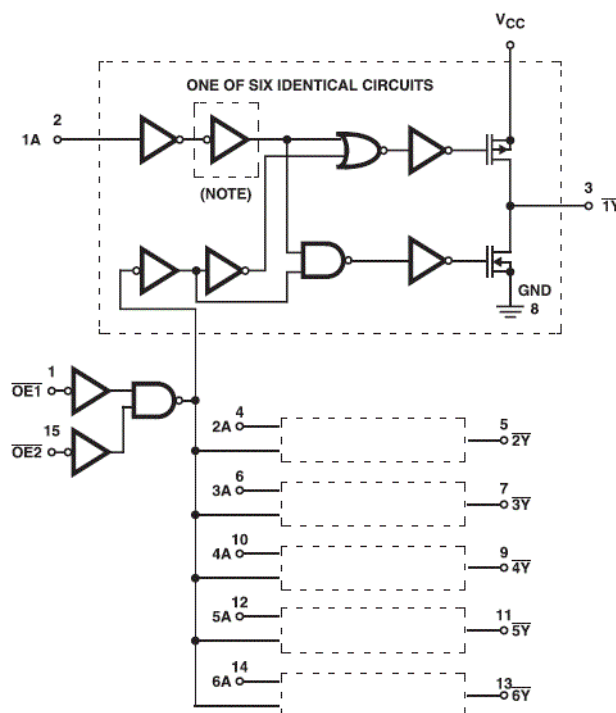 VCC
ONE OF SIX IDENTICAL CIRCUITS
2
1A
(NOTE)
3
1Y
GND
8
1
OE1
15
OE2
4
2A
5
2Y
6
3A
7
3Y
10
4A
9
4Y
12
5A
11
5Y
14
6A
13
6Y